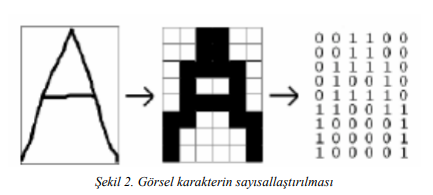 A
0 0 1 1 0 0
0 0 1 1 0 0
0 1 1 1 1 0
0 1 0 0 1 0
0 1 1 1 1 0
1 1 0 0 1 1
1 0 0 0 0 1
1 0 0 0 0 1
1 0 0 0 0 1
Şekil 2. Görsel karakterin sayısallaştırılması